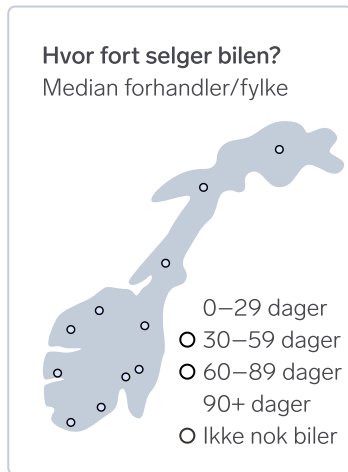 Hvor fort selger bilen?
Median forhandler/fylke
0–29 dager
30–59 dager
60–89 dager
90+ dager
Ikke nok biler